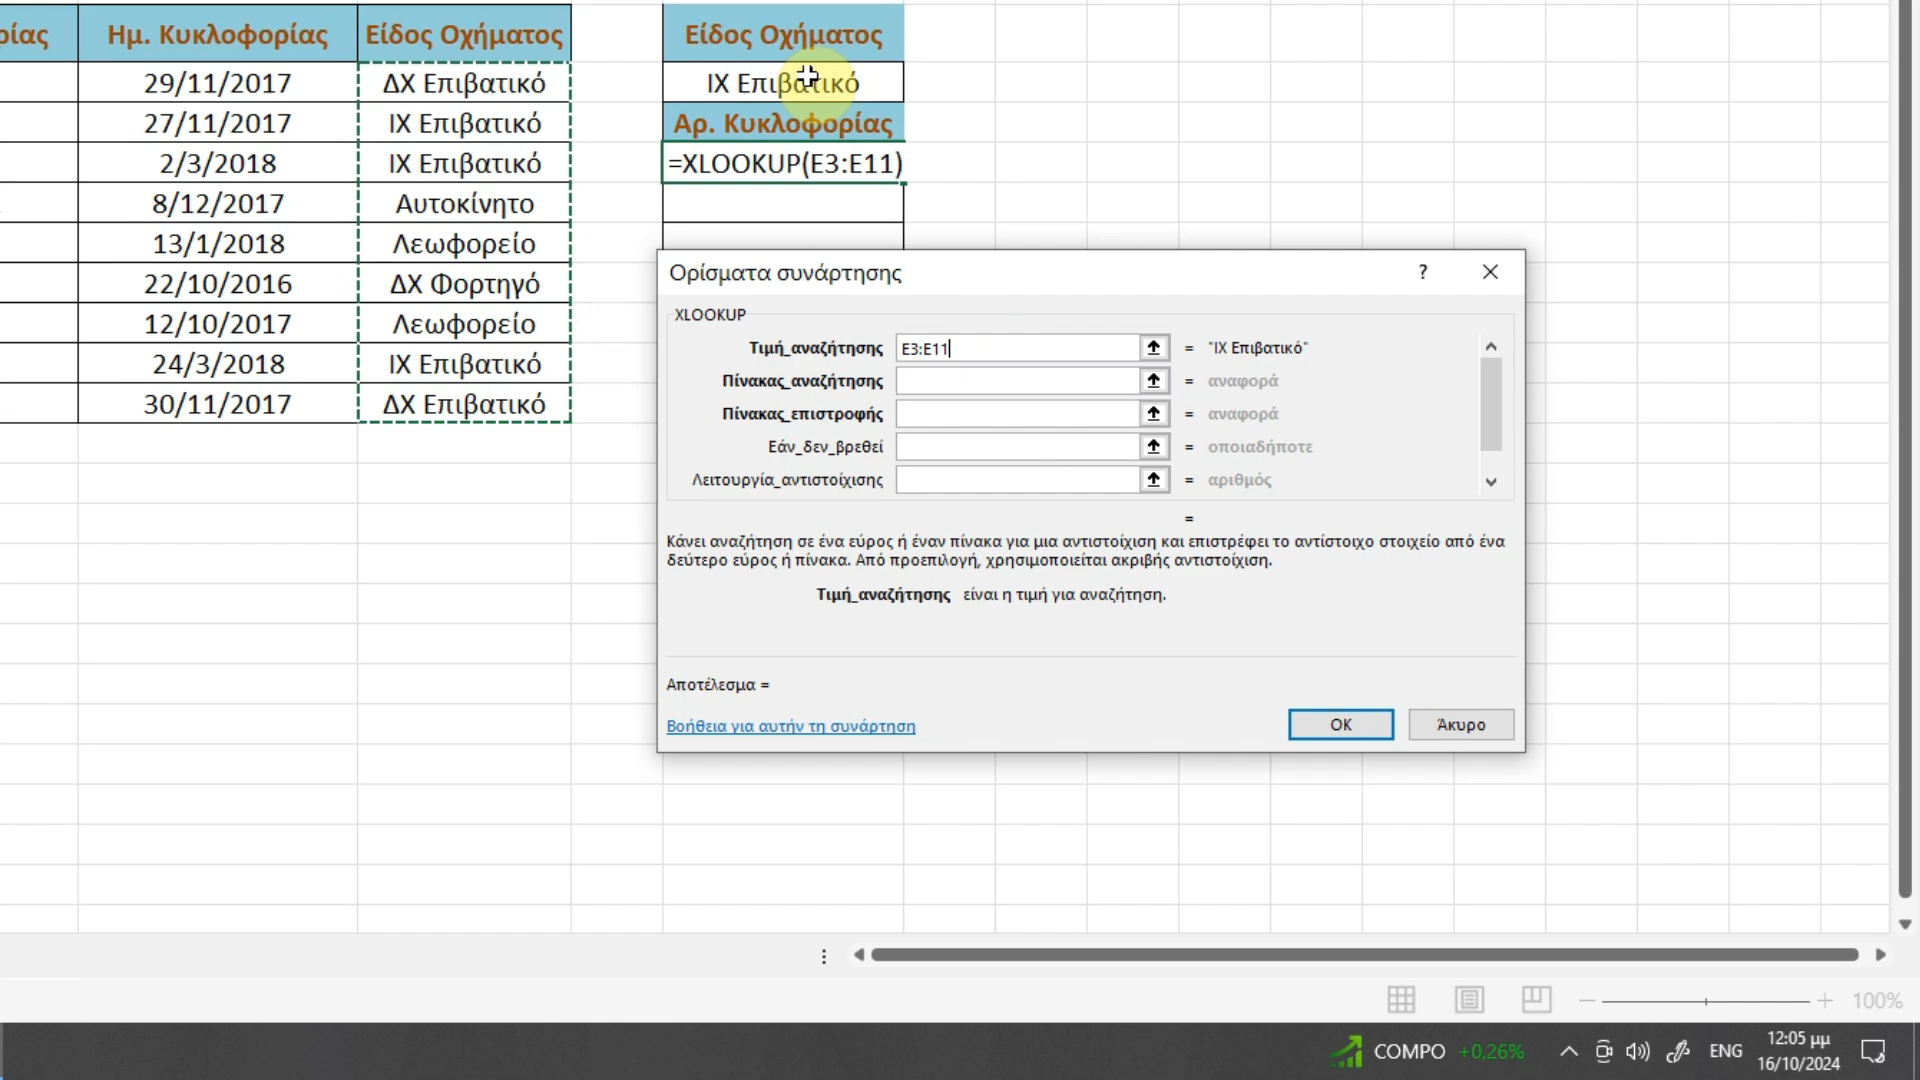 ρίας Ημ. Κυκλοφορίας Είδος Οχήματος Είδος Οχήματος
29/11/2017 ΔΧ Επιβατικό ΙΧ Επιβατικό
27/11/2017 ΙΧ Επιβατικό Αρ. Κυκλοφορίας
2/3/2018 ΙΧ Επιβατικό =XLOOKUP(E3:E11)
8/12/2017 Αυτοκίνητο
13/1/2018 Λεωφορείο
22/10/2016 ΔΧ Φορτηγό
12/10/2017 Λεωφορείο
24/3/2018 ΙΧ Επιβατικό
30/11/2017 ΔΧ Επιβατικό
Ορίσματα συνάρτησης ?
XLOOKUP
Τιμή_αναζήτησης E3:E11 = "ΙΧ Επιβατικό"
Πίνακας_αναζήτησης = αναφορά
Πίνακας_επιστροφής = αναφορά
Εάν_δεν_βρεθεί = οποιαδήποτε
Λειτουργία_αντιστοίχισης = αριθμός
=
Κάνει αναζήτηση σε ένα εύρος ή έναν πίνακα για μια αντιστοίχιση και επιστρέφει το αντίστοιχο στοιχείο από ένα
δεύτερο εύρος ή πίνακα. Από προεπιλογή, χρησιμοποιείται ακριβής αντιστοίχιση.
Τιμή_αναζήτησης είναι η τιμή για αναζήτηση.
Αποτέλεσμα =
Βοήθεια για αυτήν τη συνάρτηση OK Άκυρο
100%
COMPO +0,26% ENG 12:05 μμ
16/10/2024